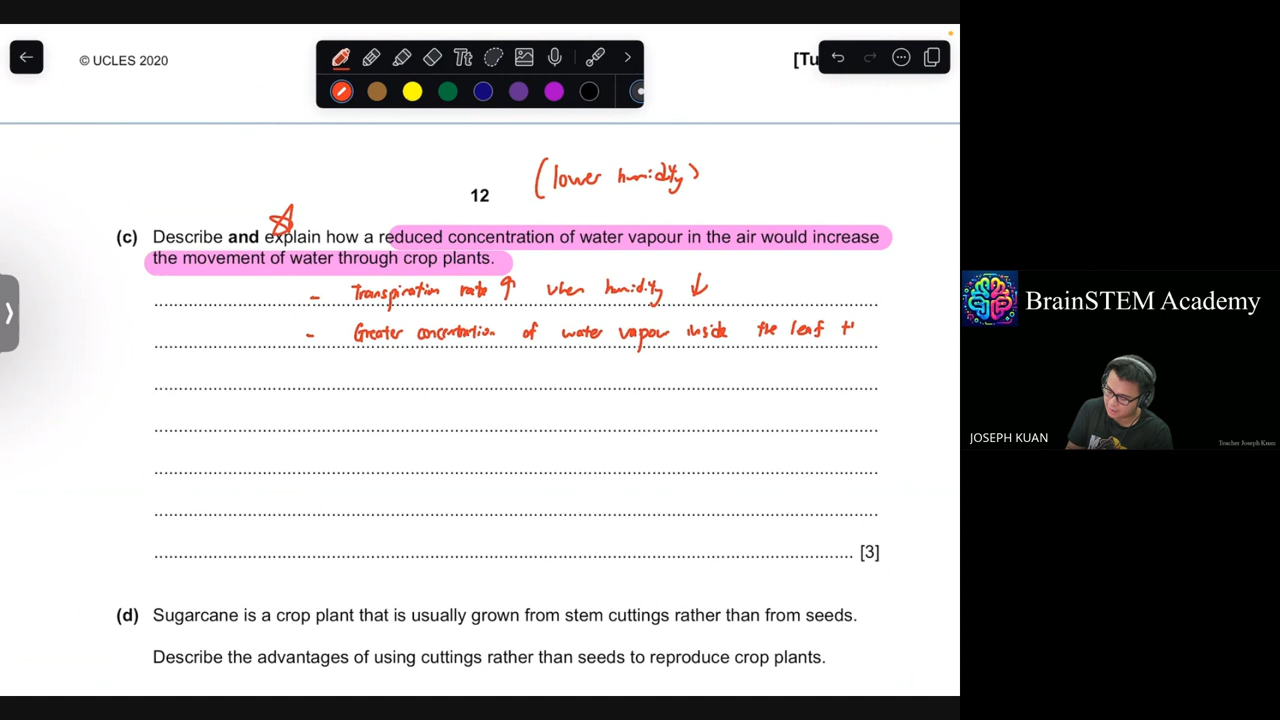 © UCLES 2020
Tt
[Tu
(lower humidity)
12
(c) Describe and explain how a reduced concentration of water vapour in the air would increase
the movement of water through crop plants.
- Transpiration rate ↑ when humidity ↓
- Greater concentration of water vapour inside the leaf
[3]
(d) Sugarcane is a crop plant that is usually grown from stem cuttings rather than from seeds.
Describe the advantages of using cuttings rather than seeds to reproduce crop plants.
BrainSTEM Academy
JOSEPH KUAN
Teacher Joseph Kuan